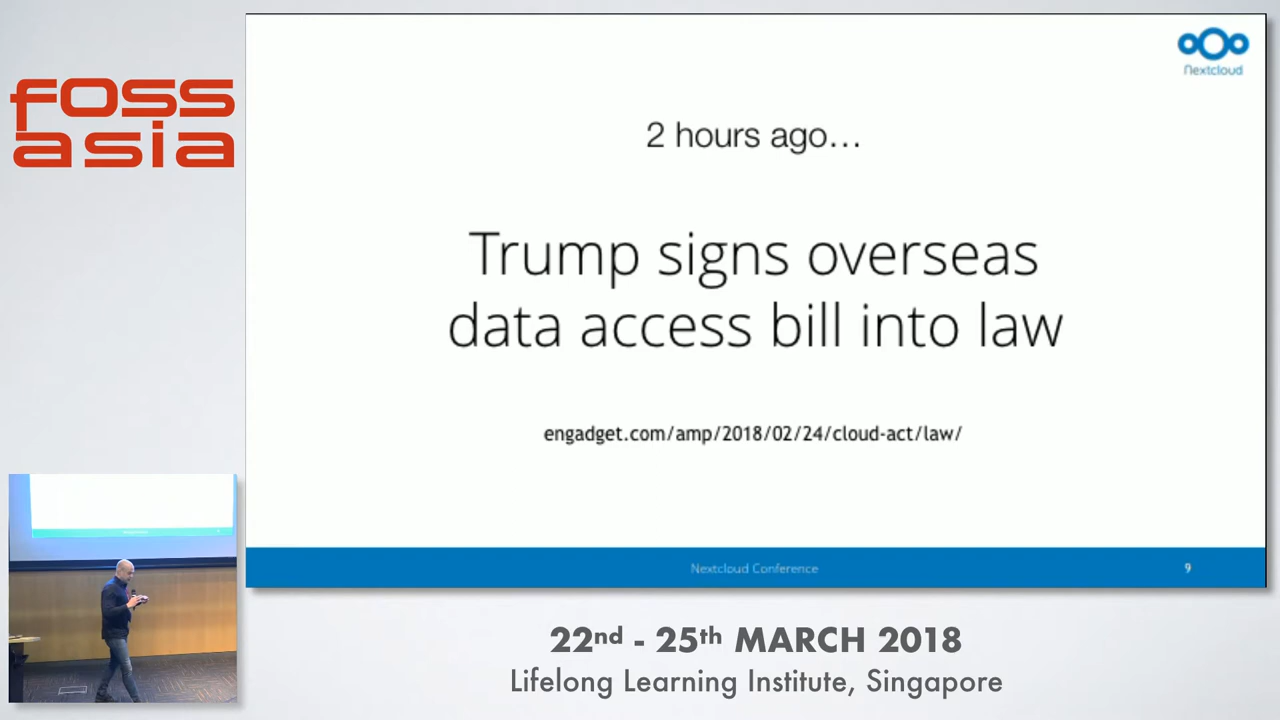 foss
asia
nextcloud
2 hours ago...
Trump signs overseas
data access bill into law
engadget.com/amp/2018/02/24/cloud-act/law/
Nextcloud Conference
9
22nd - 25th MARCH 2018
Lifelong Learning Institute, Singapore